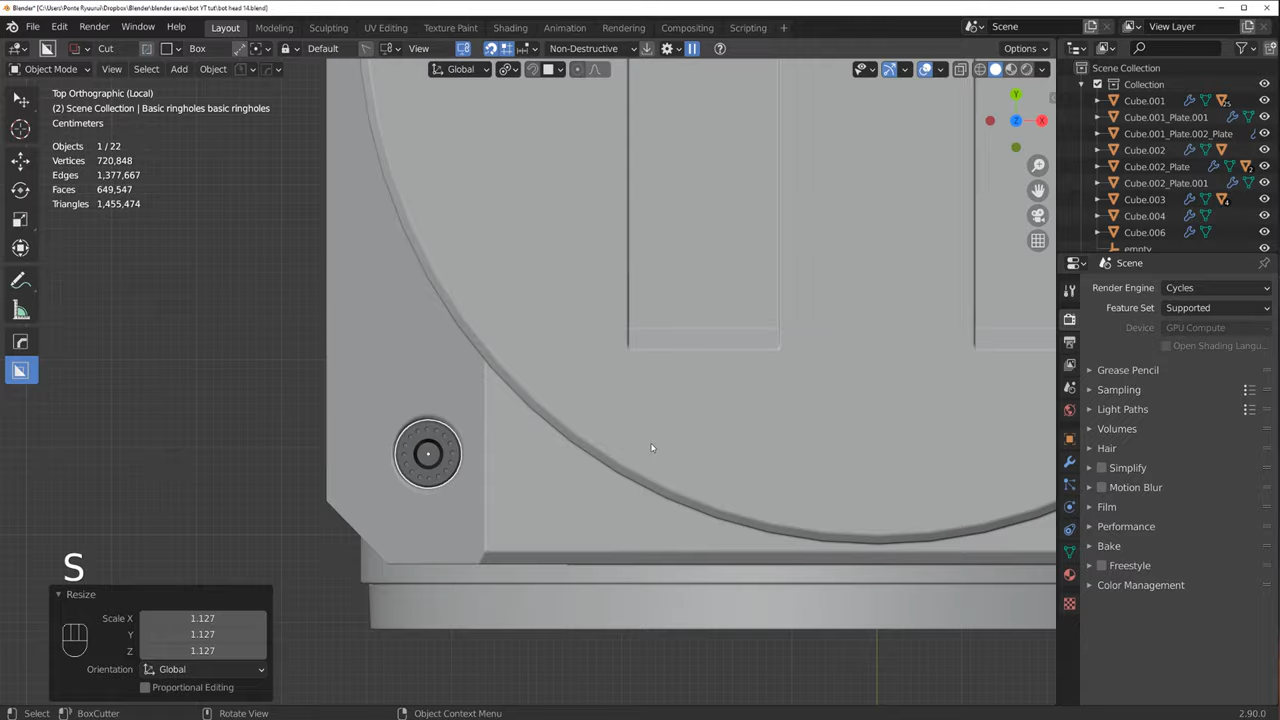 Blender* [C:\Users\Ponte Ryuurui\Dropbox\Blender\blender saves\bot YT tut\bot head 14.blend]
File Edit Render Window Help Layout Modeling Sculpting UV Editing Texture Paint Shading Animation Rendering Compositing Scripting + Scene View Layer
Cut Box Default View Non-Destructive Options
Object Mode View Select Add Object Global
Top Orthographic (Local)
(2) Scene Collection | Basic ringholes basic ringholes
Centimeters
Objects 1 / 22
Vertices 720,848
Edges 1,377,667
Faces 649,547
Triangles 1,455,474
Y
Z
X
Scene Collection
Collection
Cube.001 25
Cube.001_Plate.001
Cube.001_Plate.002_Plate
Cube.002
Cube.002_Plate 2
Cube.002_Plate.001
Cube.003 4
Cube.004
Cube.006
empty
Scene
Render Engine Cycles
Feature Set Supported
Device GPU Compute
Open Shading Langu...
Grease Pencil
Sampling
Light Paths
Volumes
Hair
Simplify
Motion Blur
Film
Performance
Bake
Freestyle
Color Management
S
Resize
Scale X 1.127
Y 1.127
Z 1.127
Orientation Global
Proportional Editing
Select BoxCutter Rotate View Object Context Menu 2.90.0